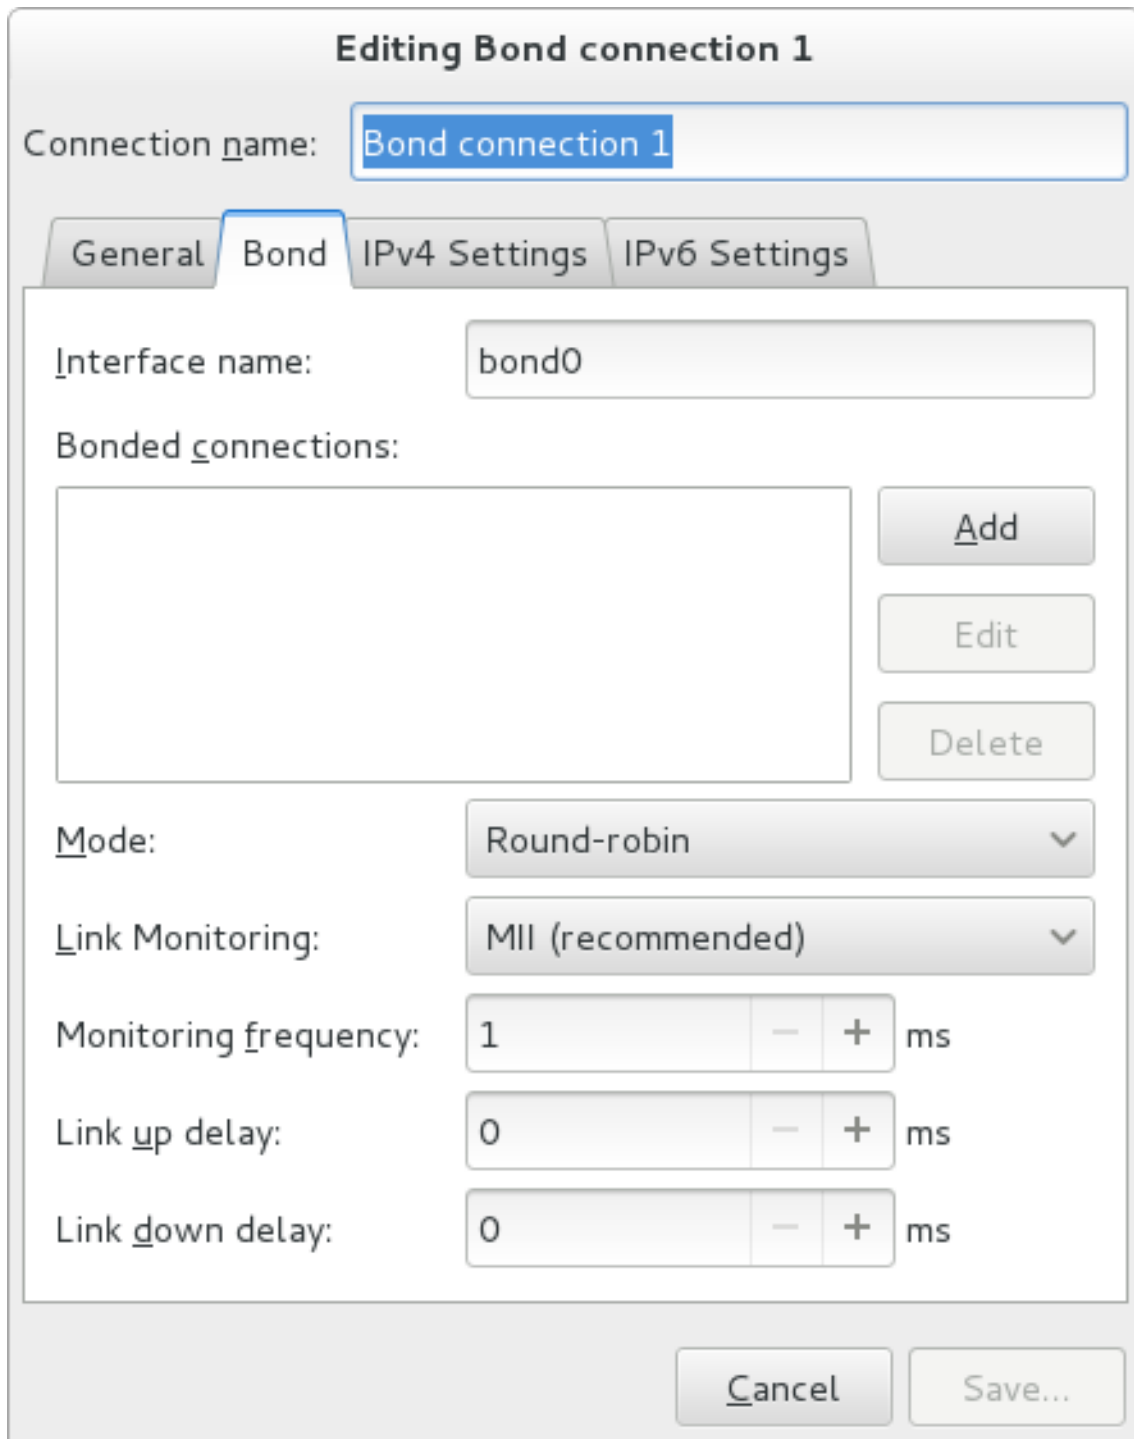 Editing Bond connection 1
Connection name: Bond connection 1
General Bond IPv4 Settings IPv6 Settings
Interface name: bond0
Bonded connections:
Add
Edit
Delete
Mode: Round-robin
Link Monitoring: MII (recommended)
Monitoring frequency: 1 − + ms
Link up delay: 0 − + ms
Link down delay: 0 − + ms
Cancel Save...